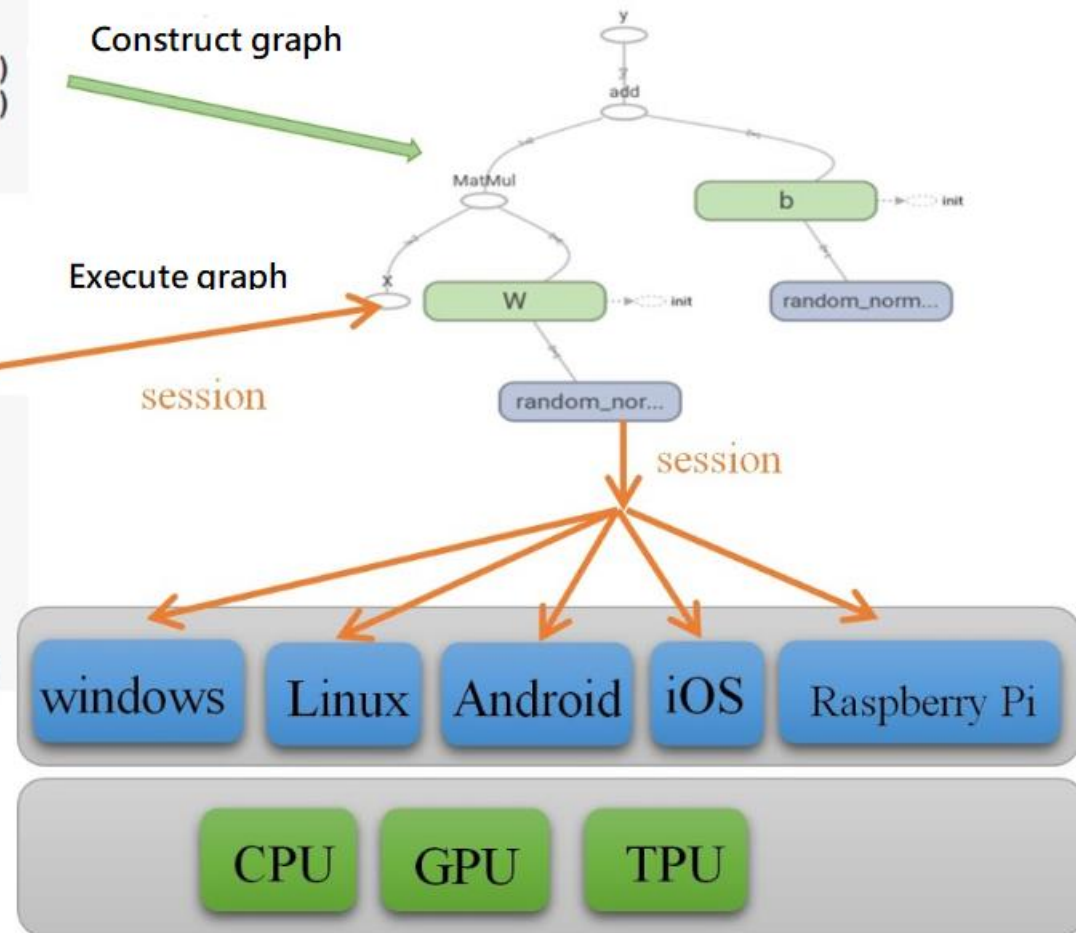 y
Construct graph
)
add
)
MatMul
b
init
Execute graph
x
W
init
random_norm...
session
random_nor...
session
windows
Linux
Android
iOS
Raspberry Pi
CPU
GPU
TPU